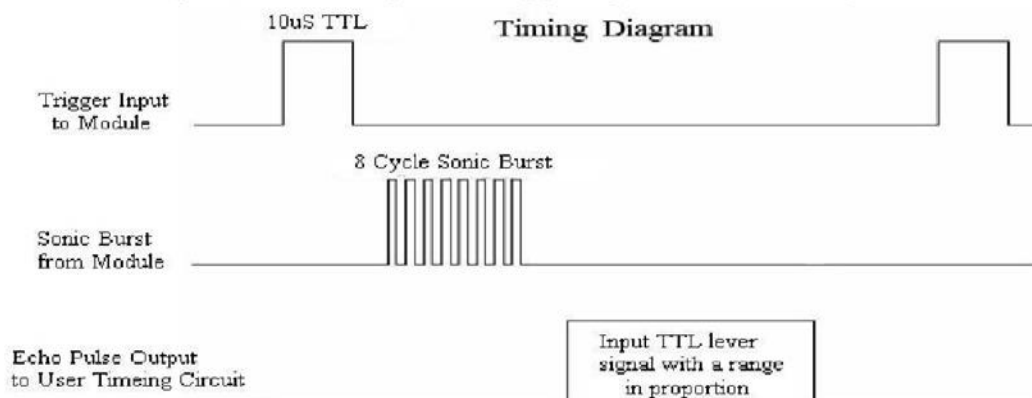 10uS TTL
Timing Diagram
Trigger Input
to Module
8 Cycle Sonic Burst
Sonic Burst
from Module
Echo Pulse Output
to User Timeing Circuit
Input TTL lever
signal with a range
in proportion